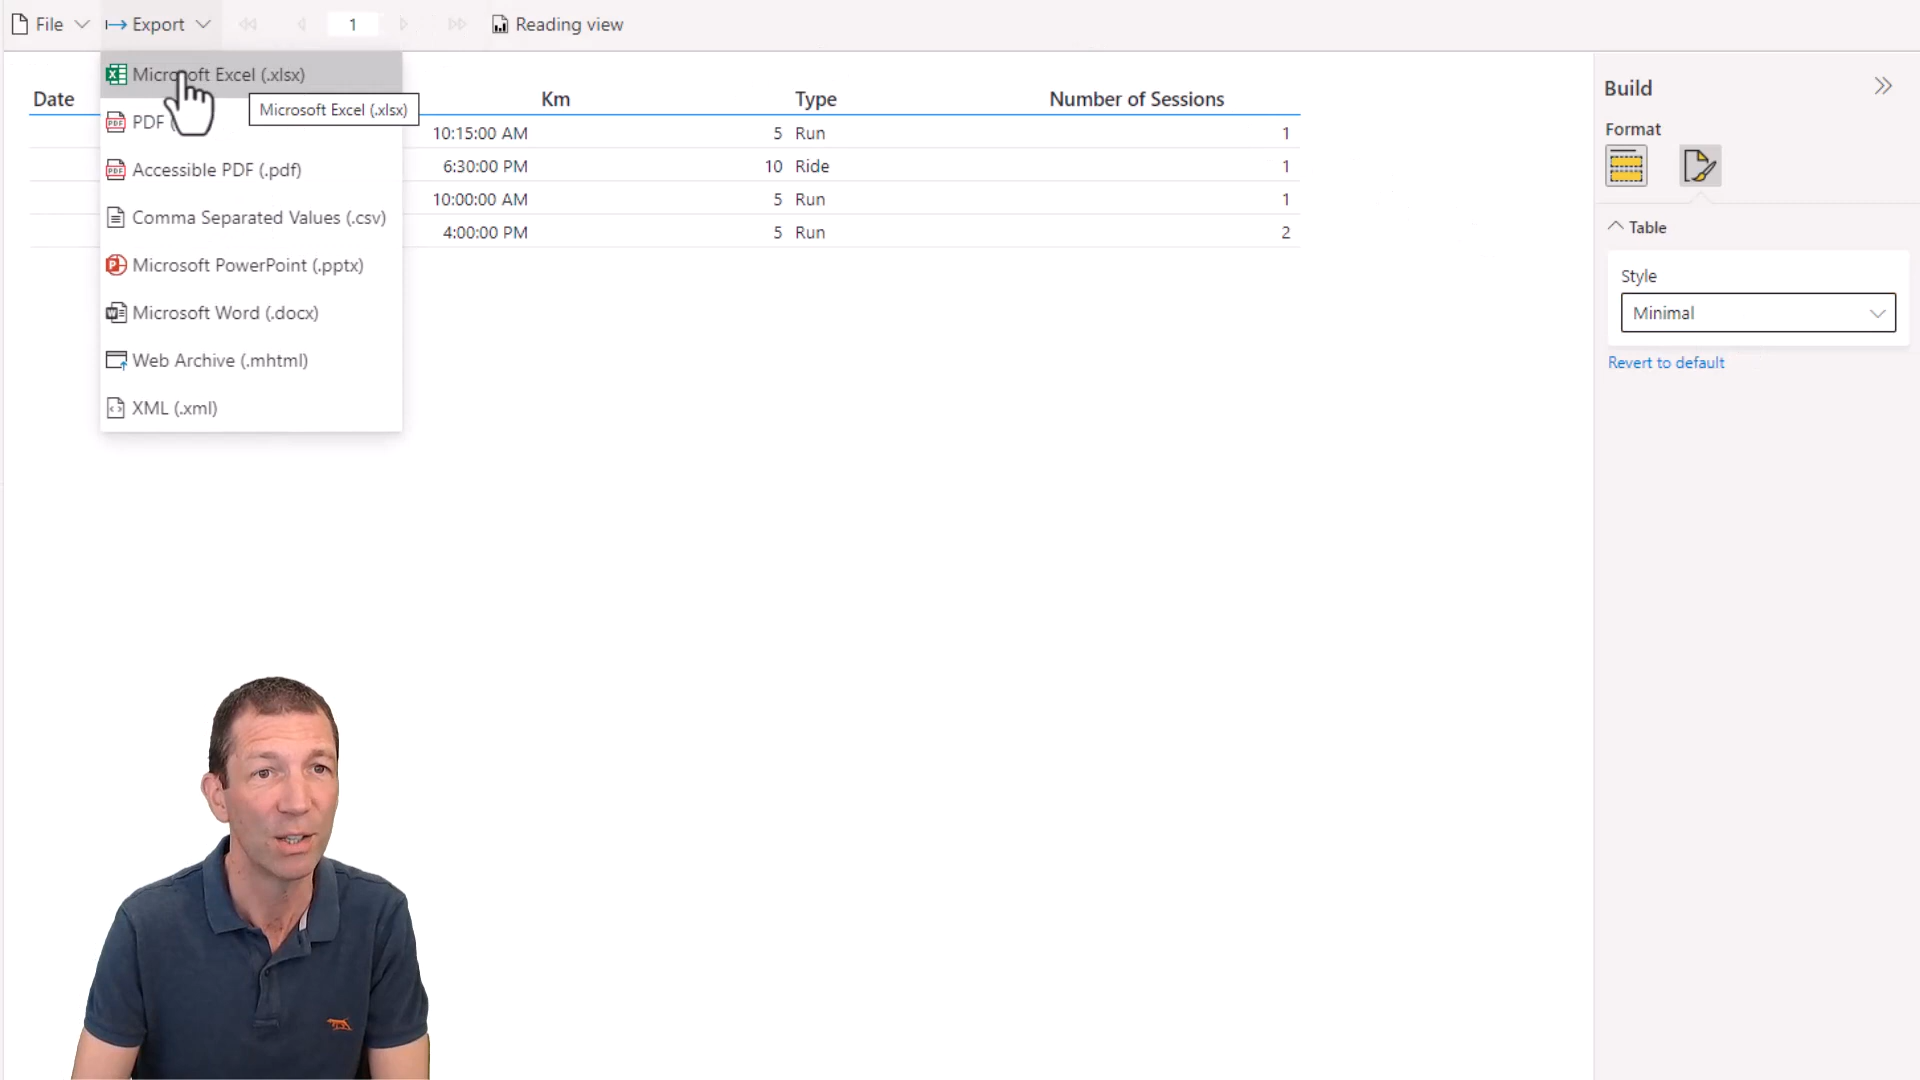 File Export 1 Reading view
Microsoft Excel (.xlsx)
Microsoft Excel (.xlsx)
PDF (
Accessible PDF (.pdf)
Comma Separated Values (.csv)
Microsoft PowerPoint (.pptx)
Microsoft Word (.docx)
Web Archive (.mhtml)
XML (.xml)
Date Km Type Number of Sessions
10:15:00 AM 5 Run 1
6:30:00 PM 10 Ride 1
10:00:00 AM 5 Run 1
4:00:00 PM 5 Run 2
Build
Format
Table
Style
Minimal
Revert to default